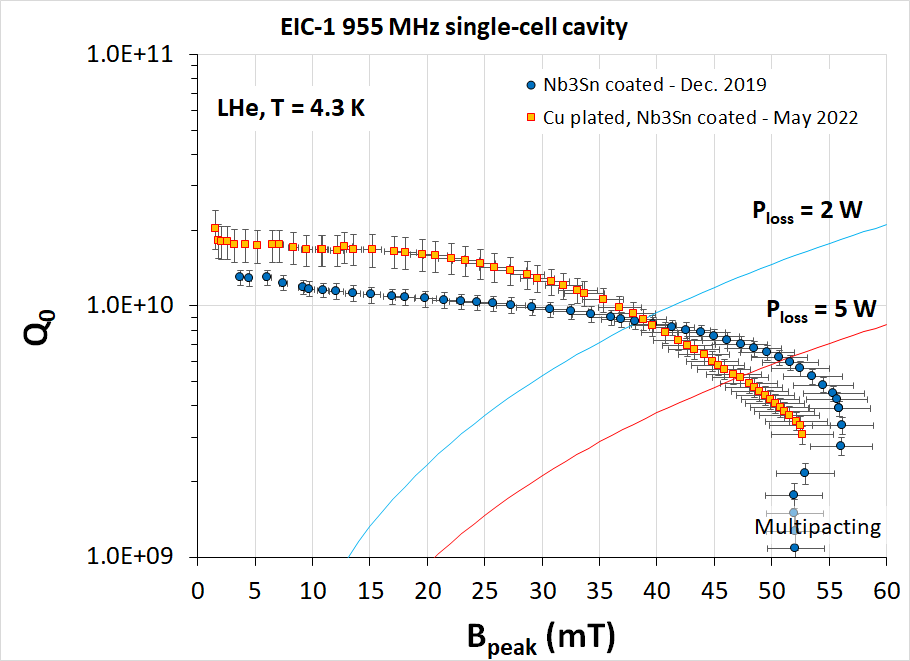 EIC-1 955 MHz single-cell cavity
1.0E+11
Nb3Sn coated - Dec. 2019
LHe, T = 4.3 K
Cu plated, Nb3Sn coated - May 2022
Ploss = 2 W
1.0E+10
Ploss = 5 W
Q0
Multipacting
1.0E+09
0 5 10 15 20 25 30 35 40 45 50 55 60
Bpeak (mT)